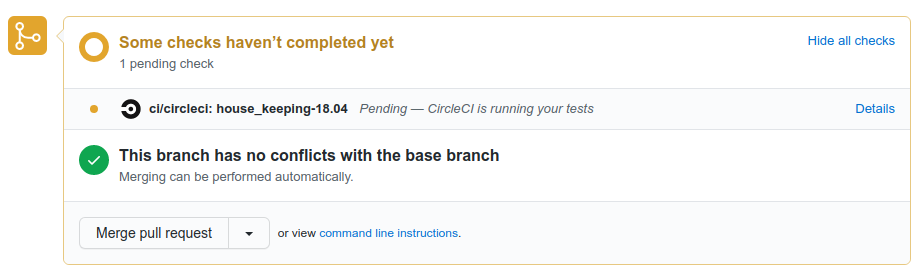 Some checks haven’t completed yet
Hide all checks
1 pending check
ci/circleci: house_keeping-18.04 Pending — CircleCI is running your tests
Details
This branch has no conflicts with the base branch
Merging can be performed automatically.
Merge pull request
or view command line instructions.